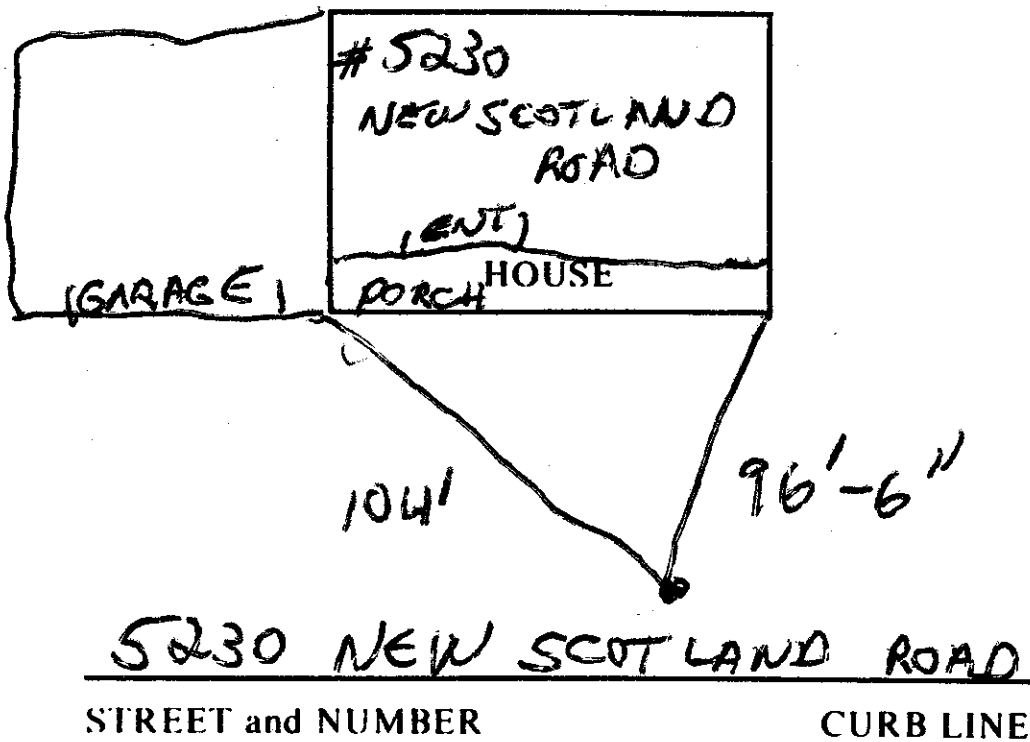 #5230
NEW SCOTLAND
ROAD
(ENT)
HOUSE
(GARAGE)
PORCH
104'
96'-6"
5230 NEW SCOTLAND ROAD
STREET and NUMBER
CURB LINE